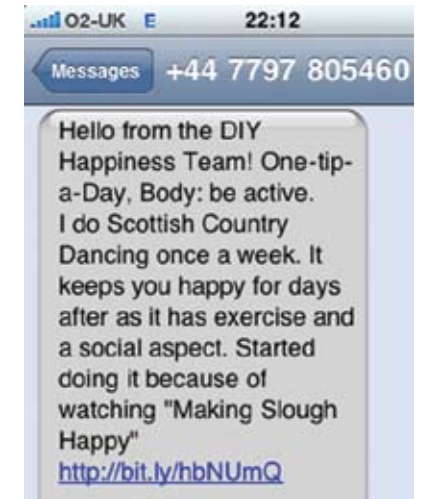 O2-UK E 22:12
Messages +44 7797 805460
Hello from the DIY
Happiness Team! One-tip-
a-Day, Body: be active.
I do Scottish Country
Dancing once a week. It
keeps you happy for days
after as it has exercise and
a social aspect. Started
doing it because of
watching "Making Slough
Happy"
http://bit.ly/hbNUmQ